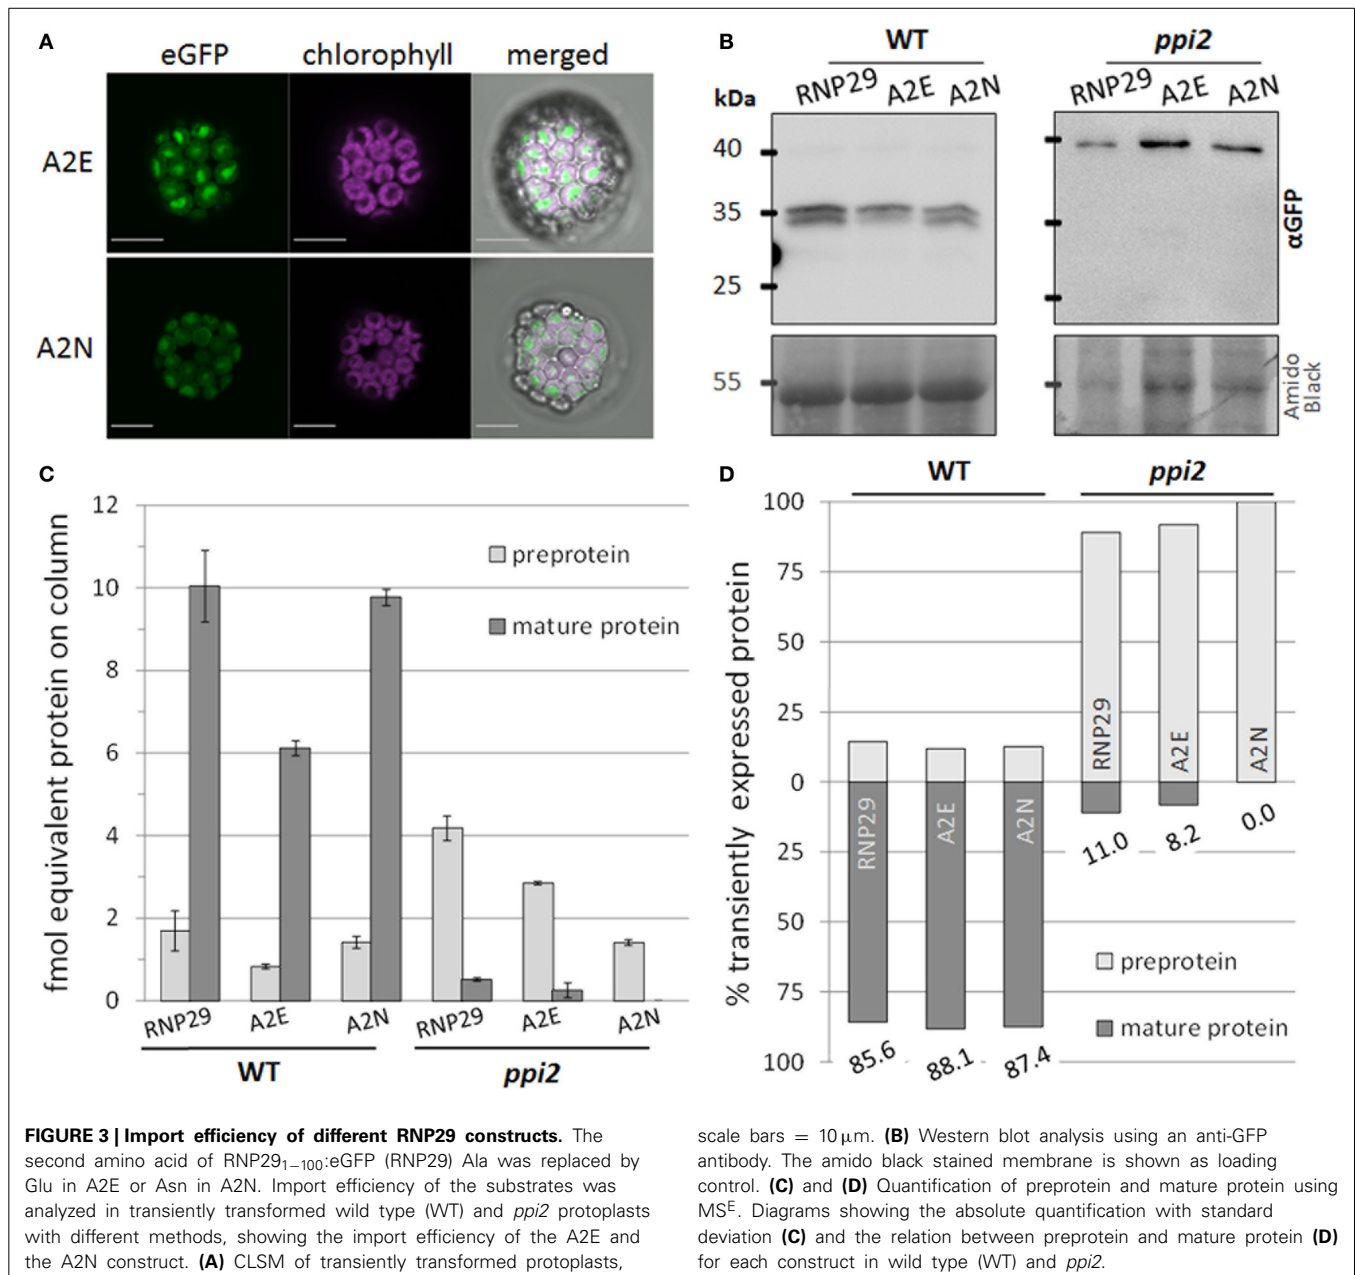 A
eGFP chlorophyll merged
A2E
A2N
B
WT ppi2
kDa RNP29 A2E A2N RNP29 A2E A2N
40
35
25
αGFP
55
Amido
Black
C
fmol equivalent protein on column
12
10
8
6
4
2
0
preprotein
mature protein
RNP29 A2E A2N RNP29 A2E A2N
WT ppi2
D
WT ppi2
% transiently expressed protein
100
75
50
25
0
25
50
75
100
RNP29 A2E A2N
RNP29 A2E A2N
11.0 8.2 0.0
preprotein
mature protein
85.6 88.1 87.4
FIGURE 3 | Import efficiency of different RNP29 constructs. The
second amino acid of RNP29₁₋₁₀₀:eGFP (RNP29) Ala was replaced by
Glu in A2E or Asn in A2N. Import efficiency of the substrates was
analyzed in transiently transformed wild type (WT) and ppi2 protoplasts
with different methods, showing the import efficiency of the A2E and
the A2N construct. (A) CLSM of transiently transformed protoplasts,
scale bars = 10 μm. (B) Western blot analysis using an anti-GFP
antibody. The amido black stained membrane is shown as loading
control. (C) and (D) Quantification of preprotein and mature protein using
MSᴱ. Diagrams showing the absolute quantification with standard
deviation (C) and the relation between preprotein and mature protein (D)
for each construct in wild type (WT) and ppi2.